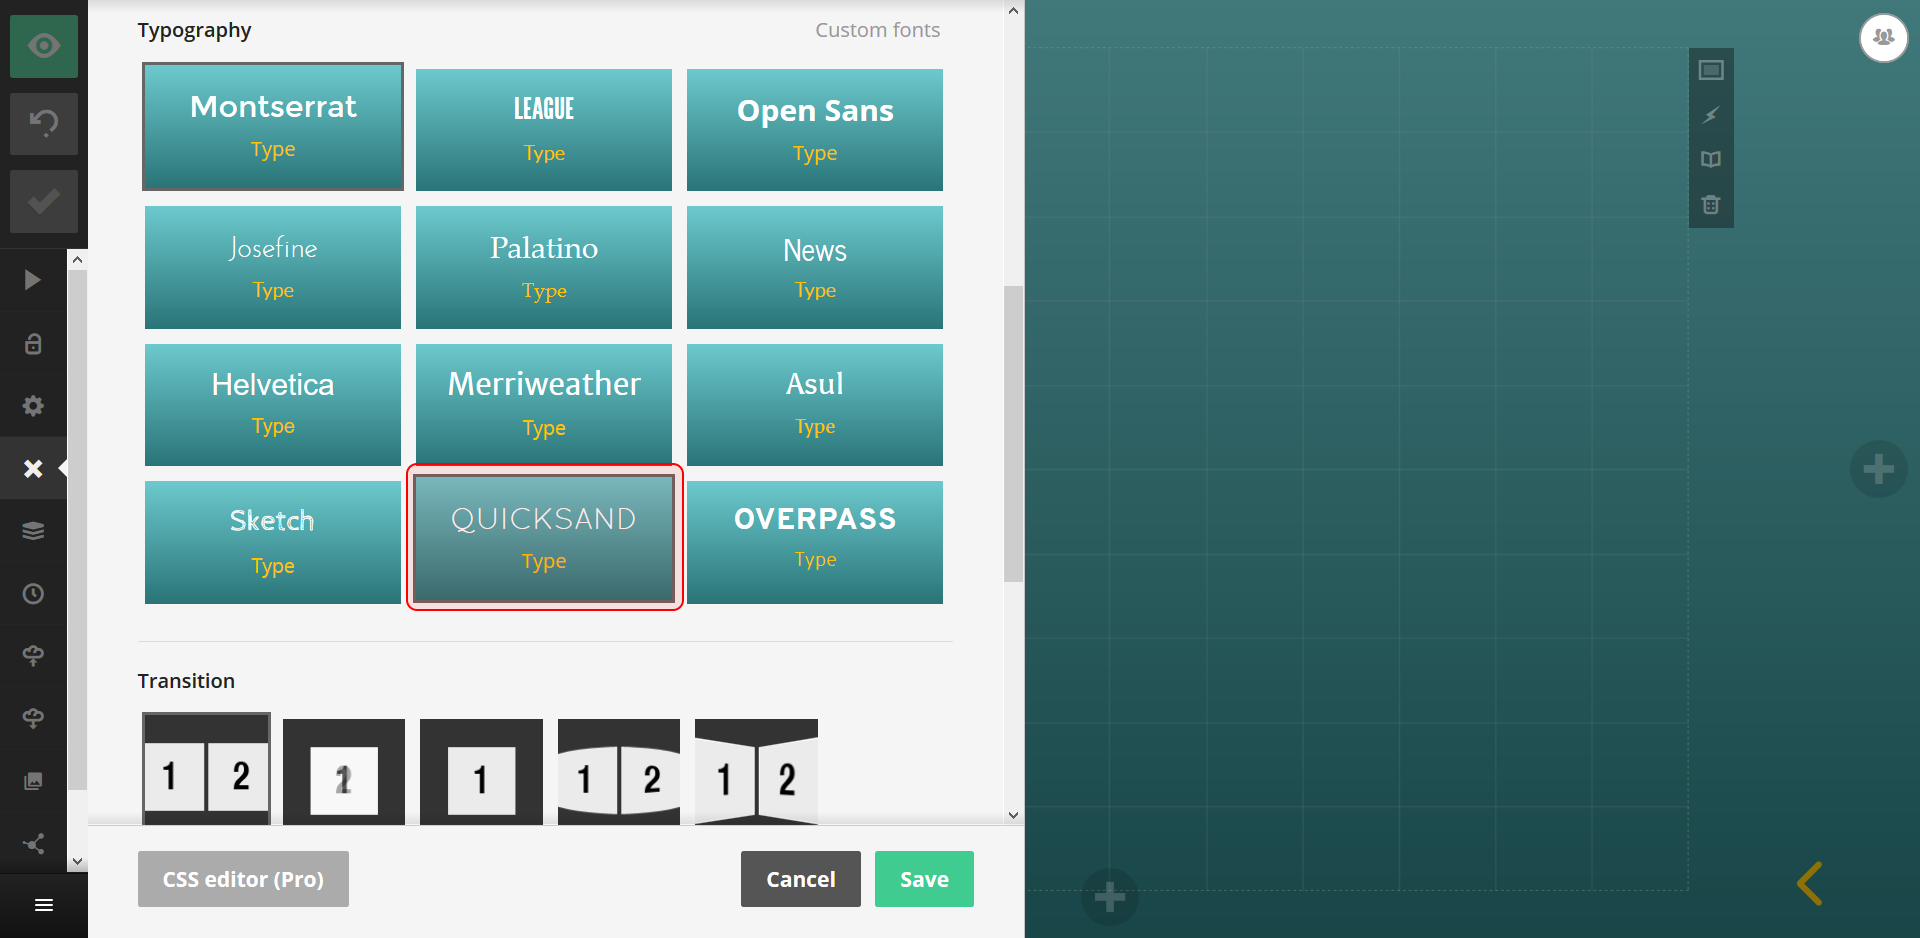 Typography
Custom fonts
Montserrat
Type
LEAGUE
Type
Open Sans
Type
Josefine
Type
Palatino
Type
News
Type
Helvetica
Type
Merriweather
Type
Asul
Type
Sketch
Type
QUICKSAND
Type
OVERPASS
Type
Transition
1 2
1
1 2
1 2
CSS editor (Pro)
Cancel
Save